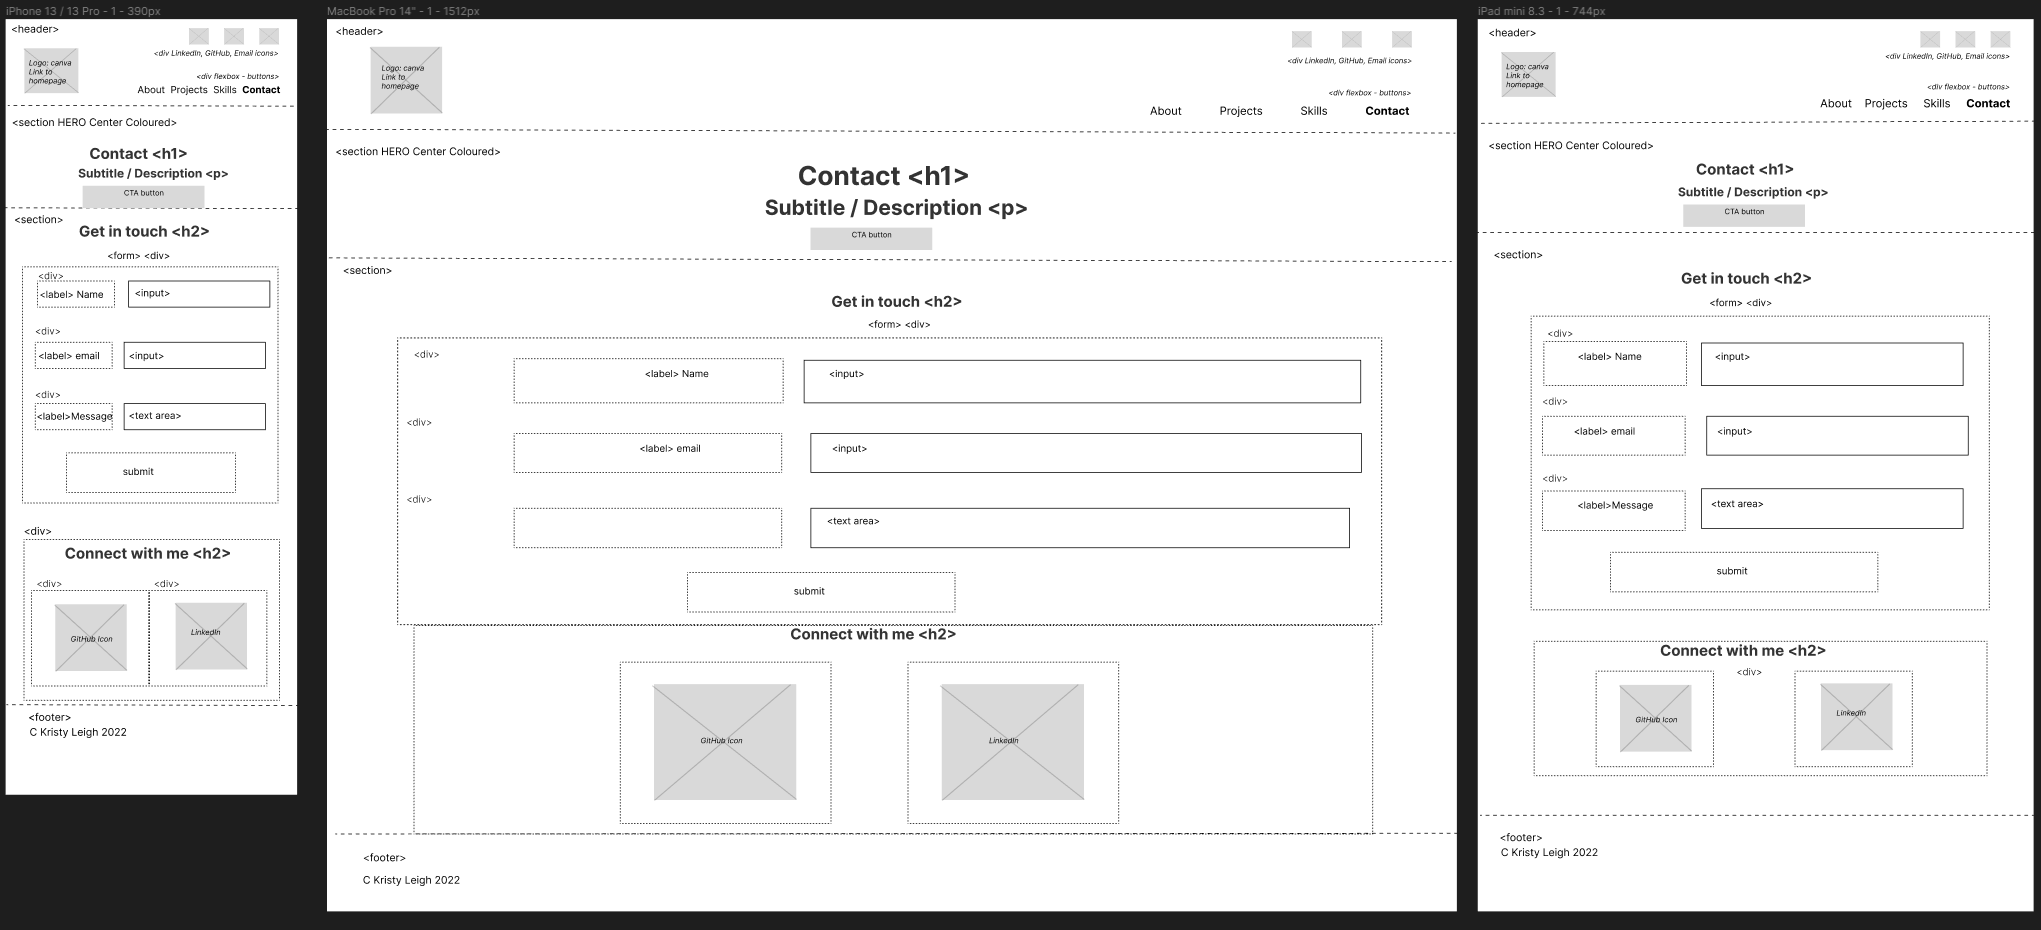 iPhone 13 / 13 Pro - 1 - 390px
<header>
Logo: canva
Link to
homepage
<div LinkedIn, GitHub, Email icons>
<div flexbox - buttons>
About Projects Skills Contact
<section HERO Center Coloured>
Contact <h1>
Subtitle / Description <p>
CTA button
<section>
Get in touch <h2>
<form> <div>
<div>
<label> Name
<input>
<div>
<label> email
<input>
<div>
<label>Message
<text area>
submit
<div>
Connect with me <h2>
<div>
<div>
GitHub Icon
LinkedIn
<footer>
C Kristy Leigh 2022
MacBook Pro 14" - 1 - 1512px
<header>
Logo: canva
Link to
homepage
<div LinkedIn, GitHub, Email icons>
<div flexbox - buttons>
About Projects Skills Contact
<section HERO Center Coloured>
Contact <h1>
Subtitle / Description <p>
CTA button
<section>
Get in touch <h2>
<form> <div>
<div>
<label> Name
<input>
<div>
<label> email
<input>
<div>
<text area>
submit
Connect with me <h2>
GitHub Icon
LinkedIn
<footer>
C Kristy Leigh 2022
iPad mini 8.3 - 1 - 744px
<header>
Logo: canva
Link to
homepage
<div LinkedIn, GitHub, Email icons>
<div flexbox - buttons>
About Projects Skills Contact
<section HERO Center Coloured>
Contact <h1>
Subtitle / Description <p>
CTA button
<section>
Get in touch <h2>
<form> <div>
<div>
<label> Name
<input>
<div>
<label> email
<input>
<div>
<label>Message
<text area>
submit
Connect with me <h2>
<div>
GitHub Icon
LinkedIn
<footer>
C Kristy Leigh 2022